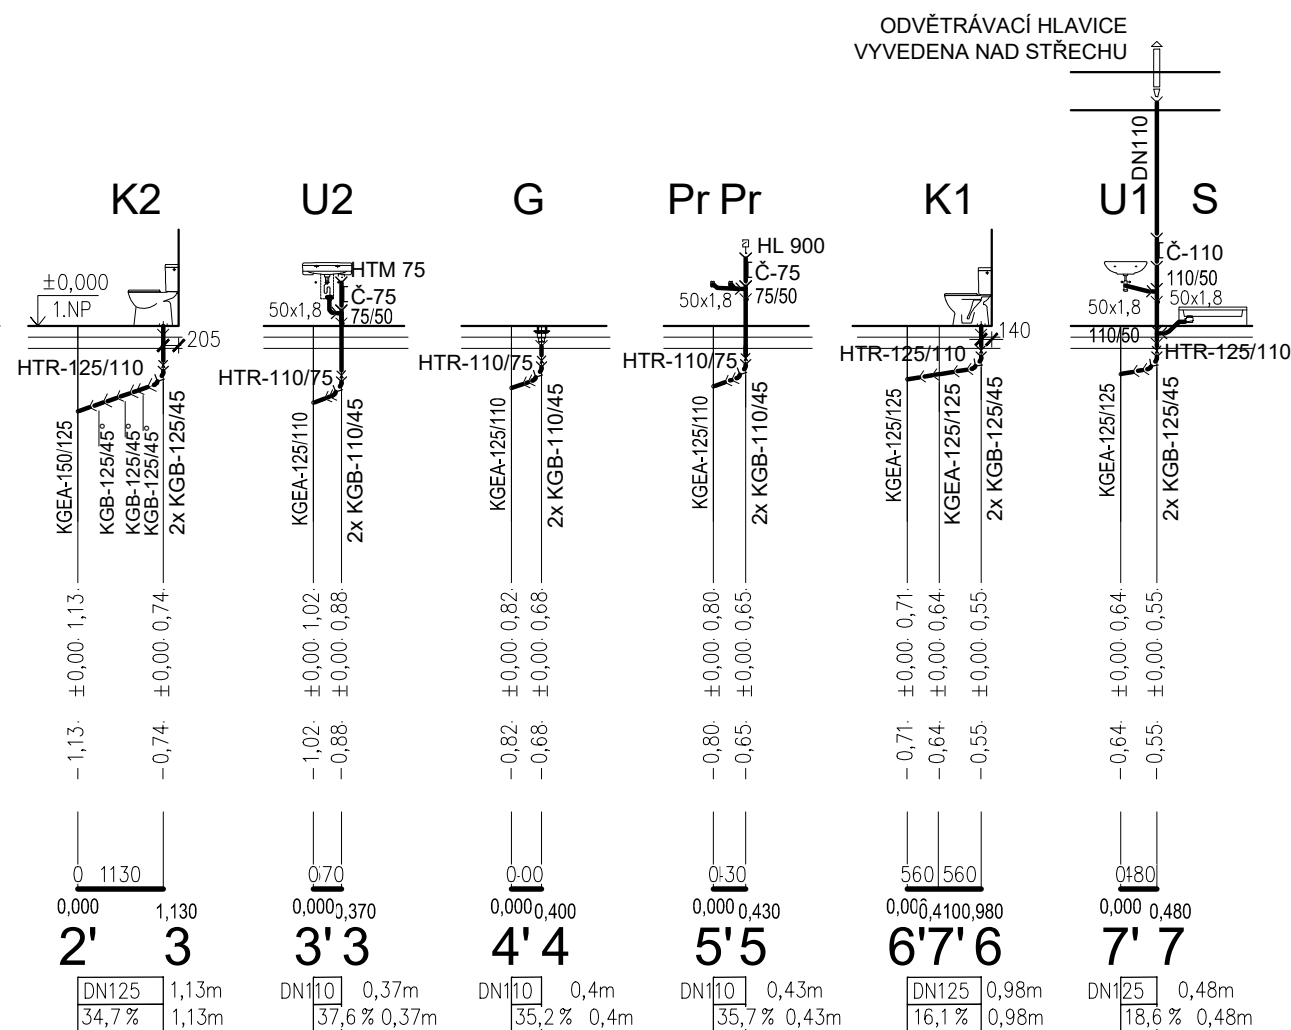 ODVĚTRÁVACÍ HLAVICE
VYVEDENA NAD STŘECHU
DN110
K2 U2 G Pr Pr K1 U1 S
±0,000
1.NP
205
HTR-125/110
KGEA-150/125
KGB-125/45°
KGB-125/45°
KGB-125/45°
2x KGB-125/45
HTM 75
Č-75
75/50
50x1,8
HTR-110/75
KGEA-125/110
2x KGB-110/45
HTR-110/75
KGEA-125/110
2x KGB-110/45
HL 900
Č-75
75/50
50x1,8
HTR-110/75
KGEA-125/110
2x KGB-110/45
140
HTR-125/110
KGEA-125/125
KGEA-125/125
2x KGB-125/45
Č-110
110/50
50x1,8
50x1,8
110/50
HTR-125/110
KGEA-125/125
2x KGB-125/45
±0,00 1,13 ±0,00 0,74 ±0,00 1,02 ±0,00 0,88 ±0,00 0,82 ±0,00 0,68 ±0,00 0,80 ±0,00 0,65 ±0,00 0,71 ±0,00 0,64 ±0,00 0,55 ±0,00 0,64 ±0,00 0,55
-1,13 -0,74 -1,02 -0,88 -0,82 -0,68 -0,80 -0,65 -0,71 -0,64 -0,55 -0,64 -0,55
0 1130 560 560
0,000 1,130 0,000 0,370 0,000 0,400 0,000 0,430 0,980 0,000 0,480
2' 3 3' 3 4' 4 5' 5 6' 7' 6 7' 7
DN125 1,13m DN110 0,37m DN110 0,4m DN110 0,43m DN125 0,98m DN125 0,48m
34,7 % 1,13m 37,6 % 0,37m 35,2 % 0,4m 35,7 % 0,43m 16,1 % 0,98m 18,6 % 0,48m